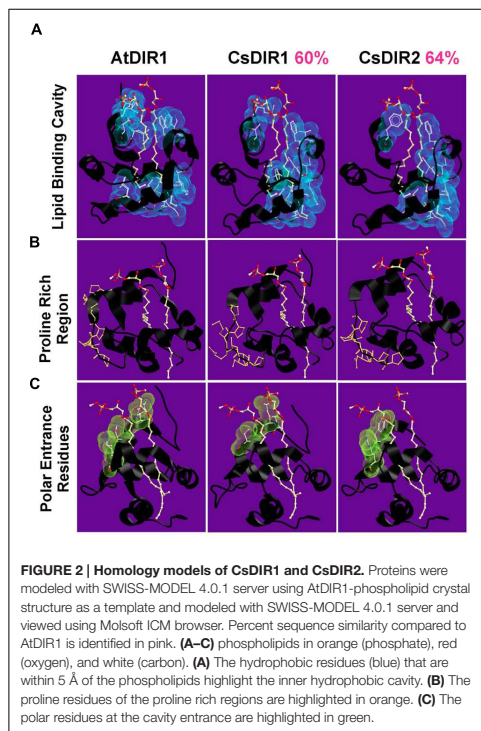 A
AtDIR1 CsDIR1 60% CsDIR2 64%
Lipid Binding Cavity
B
Proline Rich
Region
C
Polar Entrance
Residues
FIGURE 2 | Homology models of CsDIR1 and CsDIR2. Proteins were
modeled with SWISS-MODEL 4.0.1 server using AtDIR1-phospholipid crystal
structure as a template and modeled with SWISS-MODEL 4.0.1 server and
viewed using Molsoft ICM browser. Percent sequence similarity compared to
AtDIR1 is identified in pink. (A–C) phospholipids in orange (phosphate), red
(oxygen), and white (carbon). (A) The hydrophobic residues (blue) that are
within 5 Å of the phospholipids highlight the inner hydrophobic cavity. (B) The
proline residues of the proline rich regions are highlighted in orange. (C) The
polar residues at the cavity entrance are highlighted in green.